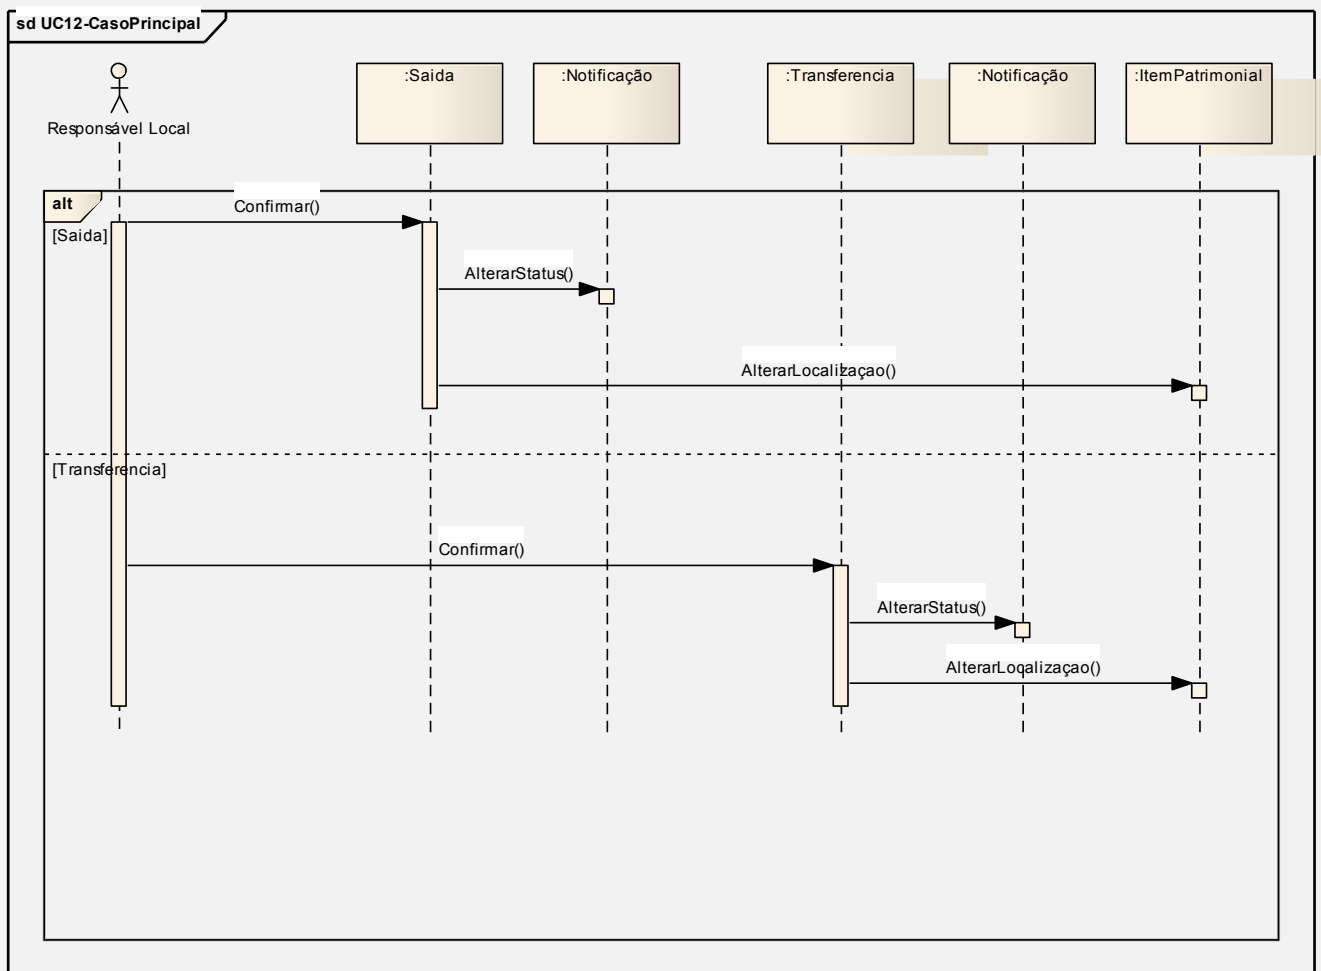 sd UC12-CasoPrincipal
:Saida
:Notificação
:Transferencia
:Notificação
:ItemPatrimonial
Responsável Local
alt
Confirmar()
[Saida]
AlterarStatus()
AlterarLocalizaçao()
[Transferencia]
Confirmar()
AlterarStatus()
AlterarLocalizaçao()